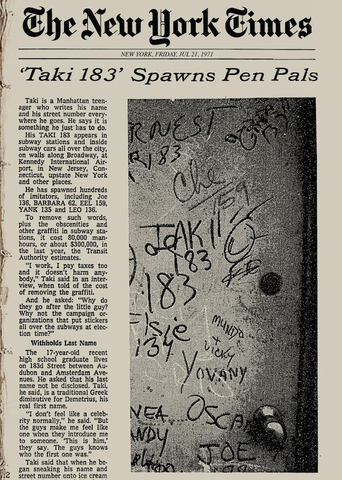 The New York Times
NEW YORK, FRIDAY, JUL 21, 1971
‘Taki 183’ Spawns Pen Pals
Taki is a Manhattan teen-
ager who writes his name
and his street number every-
where he goes. He says it is
something he just has to do.
His TAKI 183 appears in
subway stations and inside
subway cars all over the city,
on walls along Broadway, at
Kennedy International Air-
port, in New Jersey, Con-
necticut, upstate New York
and other places.
He has spawned hundreds
of imitators, including Joe
136, BARBARA 62, EEL 159,
YANK 135 and LEO 136.
To remove such words,
plus the obscenities and
other graffiti in subway sta-
tions, it cost 80,000 man-
hours, or about $300,000, in
the last year, the Transit
Authority estimates.
"I work, I pay taxes too
and it doesn't harm any-
body," Taki said in an inter-
view, when told of the cost
of removing the graffiti.
And he asked: "Why do
they go after the little guy?
Why not the campaign or-
ganizations that put stickers
all over the subways at elec-
tion time?"
Withholds Last Name
The 17-year-old recent
high school graduate lives
on 183d Street between Au-
dubon and Amsterdam Ave-
nues. He asked that his last
name not be disclosed. Taki,
he said, is a traditional Greek
diminutive for Demetrius, his
real first name.
"I don't feel like a celeb-
rity normally," he said. "But
the guys make me feel like
one when they introduce me
to someone. 'This is him,'
they say. The guys knows
who the first one was."
Taki said that when he be-
gan sneaking his name and
street number onto ice cream
RNEST
183
TAKI
183
183
134
MUNDO
+
VICKY
YOVANY
OSCA
NDY
JOE